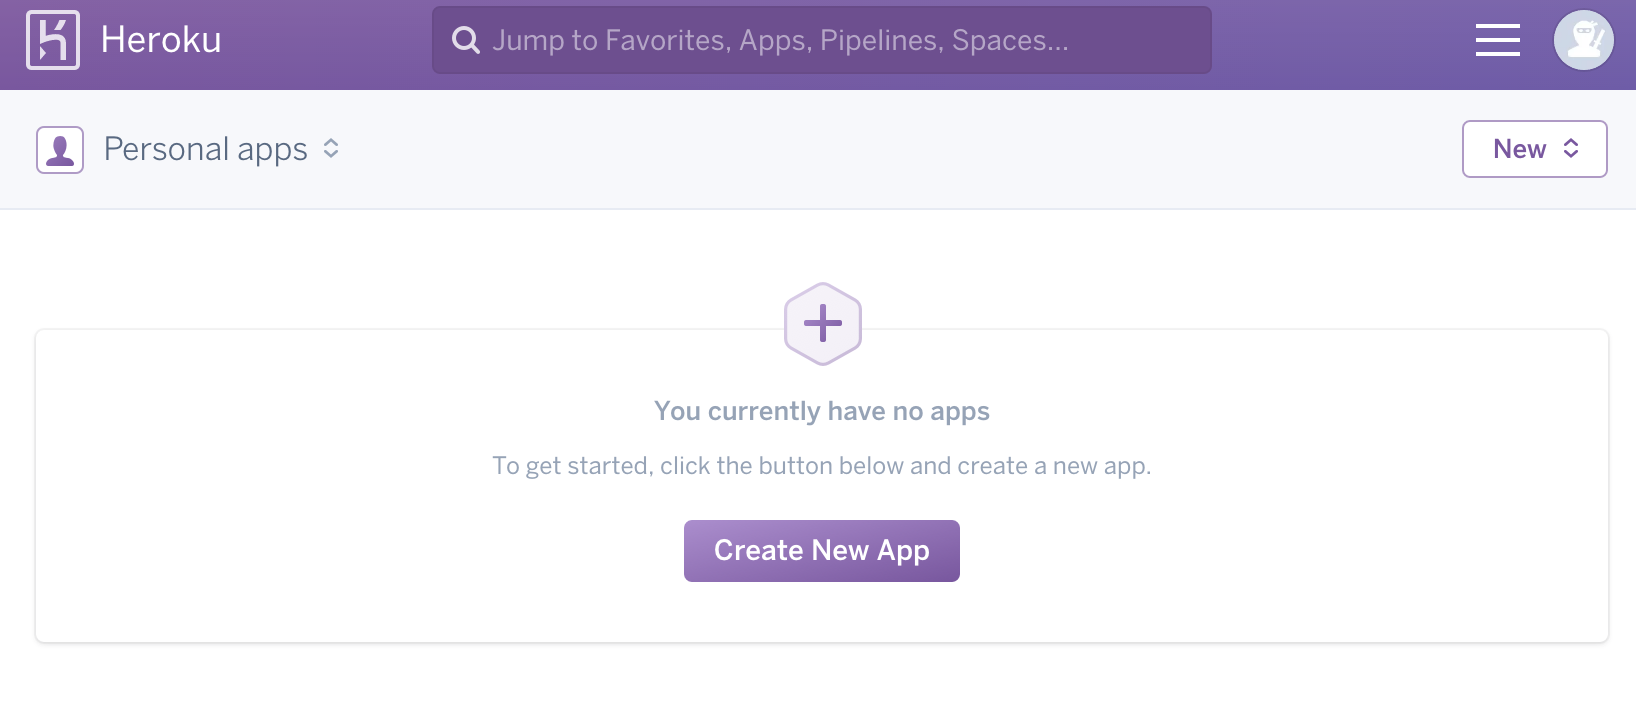 Heroku
Jump to Favorites, Apps, Pipelines, Spaces...
Personal apps
New
You currently have no apps
To get started, click the button below and create a new app.
Create New App